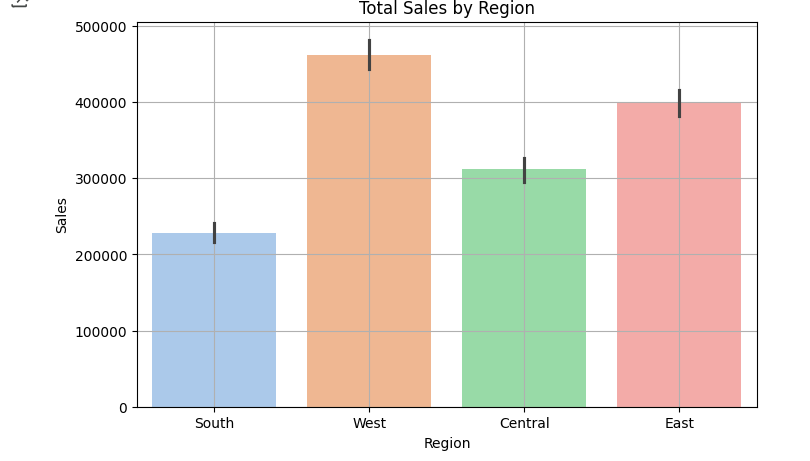 Total Sales by Region
500000
400000
300000
200000
100000
0
Sales
South West Central East
Region